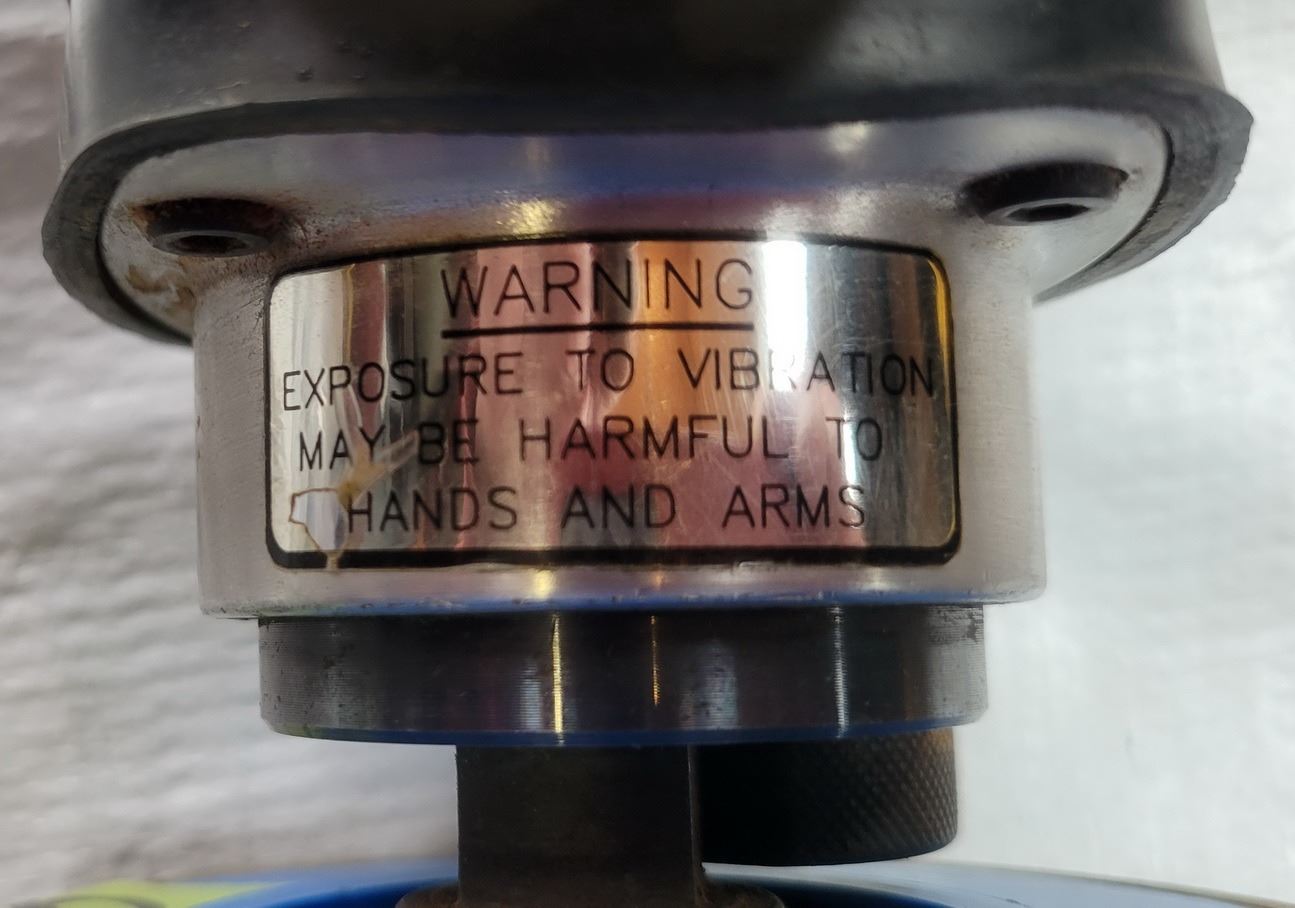 WARNING
EXPOSURE TO VIBRATION
MAY BE HARMFUL TO
HANDS AND ARMS